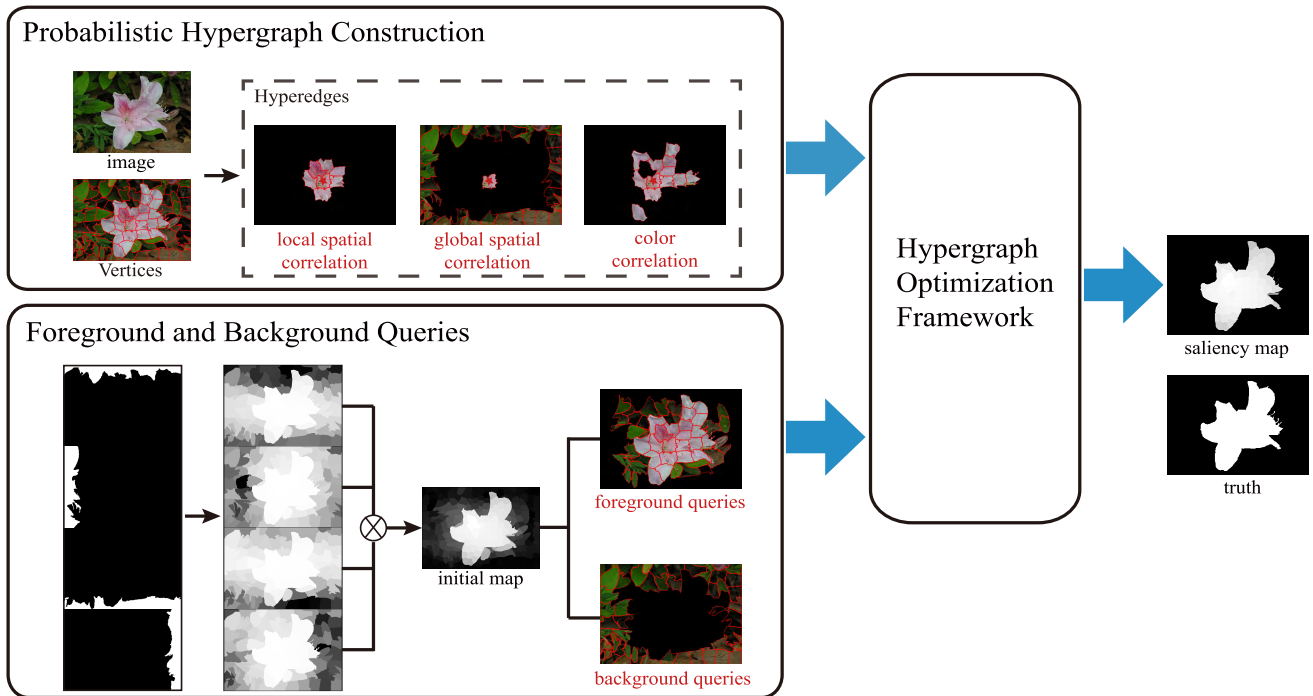 Probabilistic Hypergraph Construction
image
Vertices
Hyperedges
local spatial
correlation
global spatial
correlation
color
correlation
Foreground and Background Queries
initial map
foreground queries
background queries
Hypergraph
Optimization
Framework
saliency map
truth